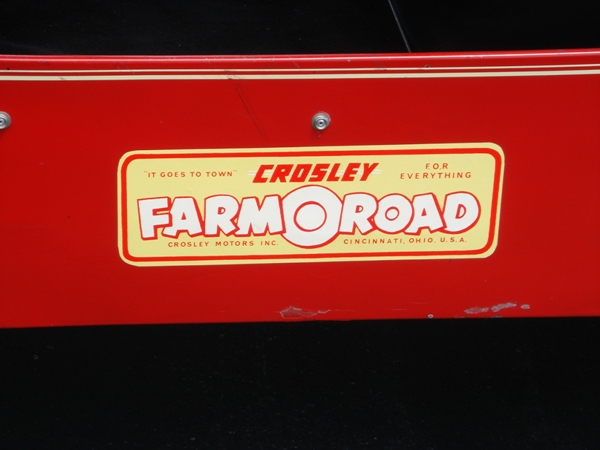 "IT GOES TO TOWN" CROSLEY FOR EVERYTHING
FARMOROAD
CROSLEY MOTORS INC. CINCINNATI, OHIO, U.S.A.